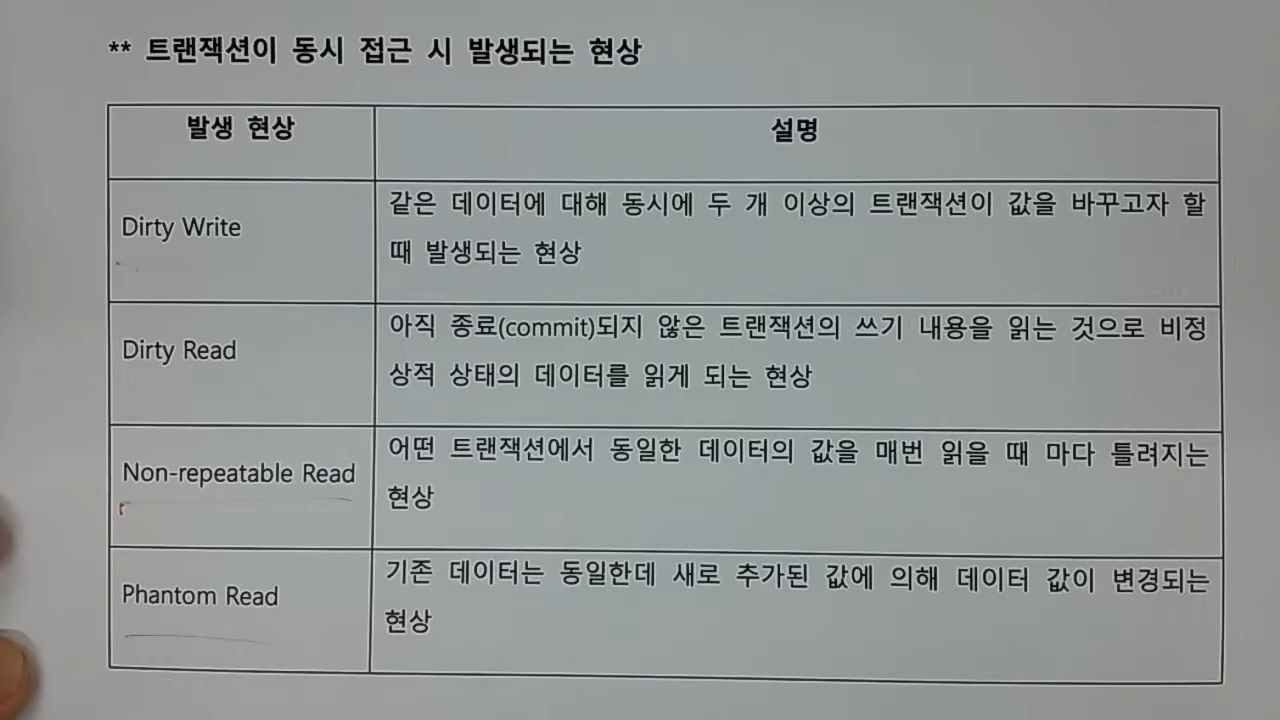 ** 트랜잭션이 동시 접근 시 발생되는 현상
발생 현상
설명
Dirty Write
같은 데이터에 대해 동시에 두 개 이상의 트랜잭션이 값을 바꾸고자 할
때 발생되는 현상
Dirty Read
아직 종료(commit)되지 않은 트랜잭션의 쓰기 내용을 읽는 것으로 비정
상적 상태의 데이터를 읽게 되는 현상
Non-repeatable Read
어떤 트랜잭션에서 동일한 데이터의 값을 매번 읽을 때 마다 틀려지는
현상
Phantom Read
기존 데이터는 동일한데 새로 추가된 값에 의해 데이터 값이 변경되는
현상